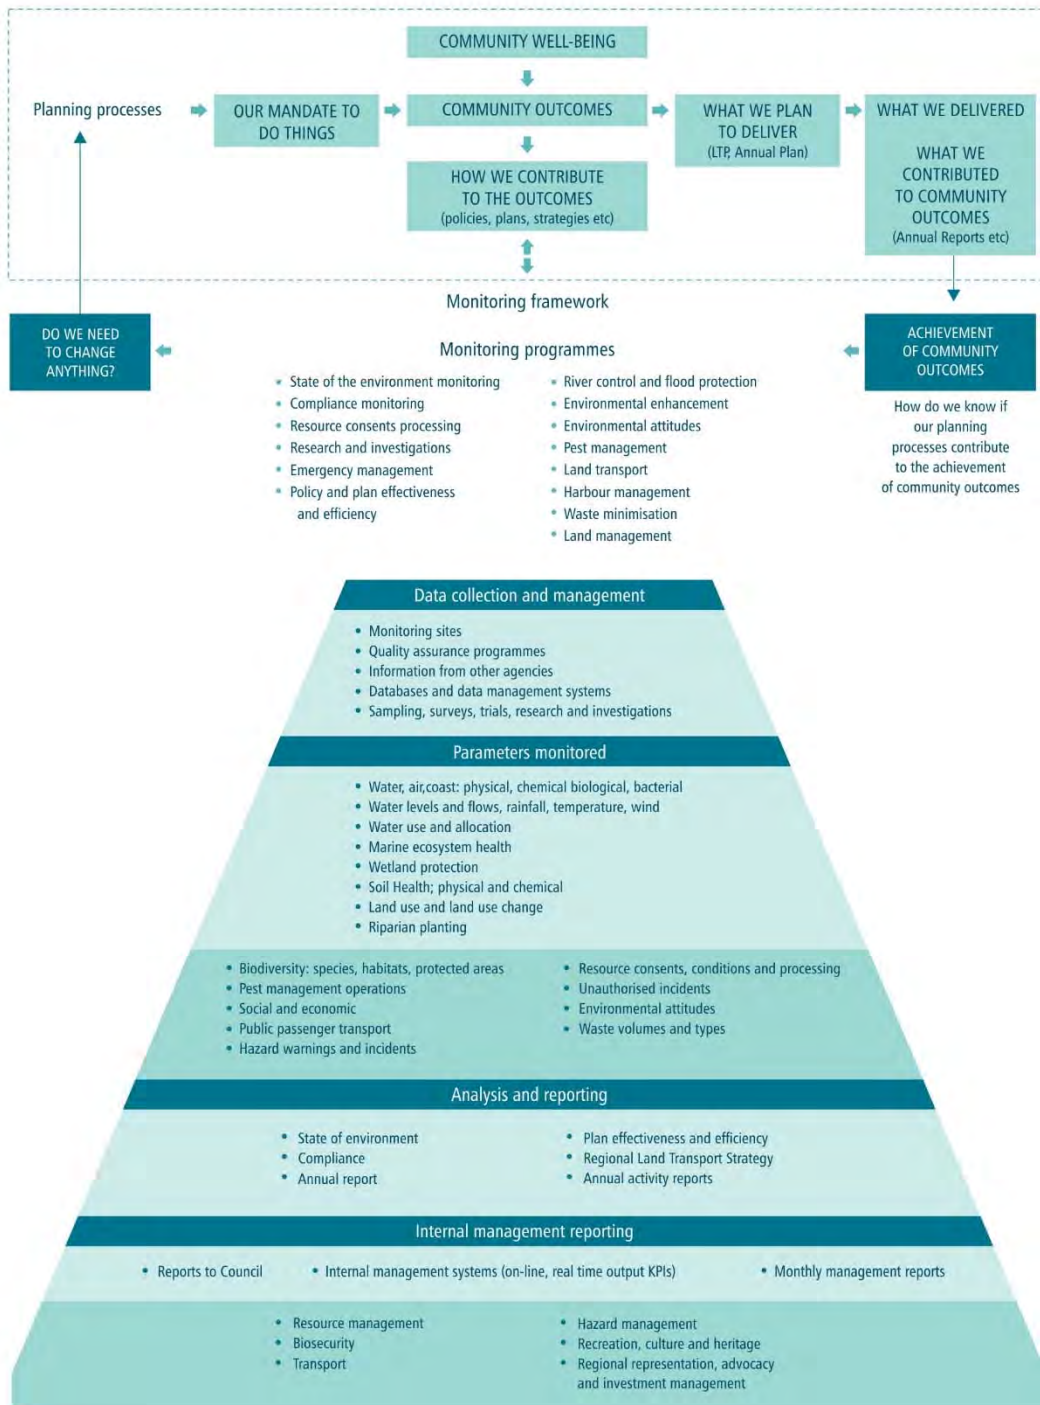 COMMUNITY WELL-BEING
Planning processes
OUR MANDATE TO
DO THINGS
COMMUNITY OUTCOMES
WHAT WE PLAN
TO DELIVER
(LTP, Annual Plan)
WHAT WE DELIVERED
WHAT WE
CONTRIBUTED
TO COMMUNITY
OUTCOMES
(Annual Reports etc)
HOW WE CONTRIBUTE
TO THE OUTCOMES
(policies, plans, strategies etc)
Monitoring framework
DO WE NEED
TO CHANGE
ANYTHING?
ACHIEVEMENT
OF COMMUNITY
OUTCOMES
How do we know if
our planning
processes contribute
to the achievement
of community outcomes
Monitoring programmes
• State of the environment monitoring
• Compliance monitoring
• Resource consents processing
• Research and investigations
• Emergency management
• Policy and plan effectiveness
and efficiency
• River control and flood protection
• Environmental enhancement
• Environmental attitudes
• Pest management
• Land transport
• Harbour management
• Waste minimisation
• Land management
Data collection and management
• Monitoring sites
• Quality assurance programmes
• Information from other agencies
• Databases and data management systems
• Sampling, surveys, trials, research and investigations
Parameters monitored
• Water, air,coast: physical, chemical biological, bacterial
• Water levels and flows, rainfall, temperature, wind
• Water use and allocation
• Marine ecosystem health
• Wetland protection
• Soil Health; physical and chemical
• Land use and land use change
• Riparian planting
• Biodiversity: species, habitats, protected areas
• Pest management operations
• Social and economic
• Public passenger transport
• Hazard warnings and incidents
• Resource consents, conditions and processing
• Unauthorised incidents
• Environmental attitudes
• Waste volumes and types
Analysis and reporting
• State of environment
• Compliance
• Annual report
• Plan effectiveness and efficiency
• Regional Land Transport Strategy
• Annual activity reports
Internal management reporting
• Reports to Council
• Internal management systems (on-line, real time output KPIs)
• Monthly management reports
• Resource management
• Biosecurity
• Transport
• Hazard management
• Recreation, culture and heritage
• Regional representation, advocacy
and investment management